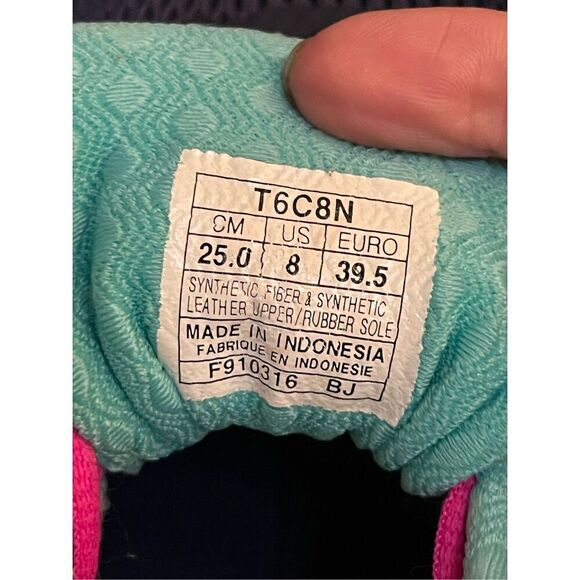 T6C8N
CM US EURO
25.0 8 39.5
SYNTHETIC FIBER & SYNTHETIC
LEATHER UPPER/RUBBER SOLE
MADE IN INDONESIA
FABRIQUE EN INDONESIE
F910316 BJ